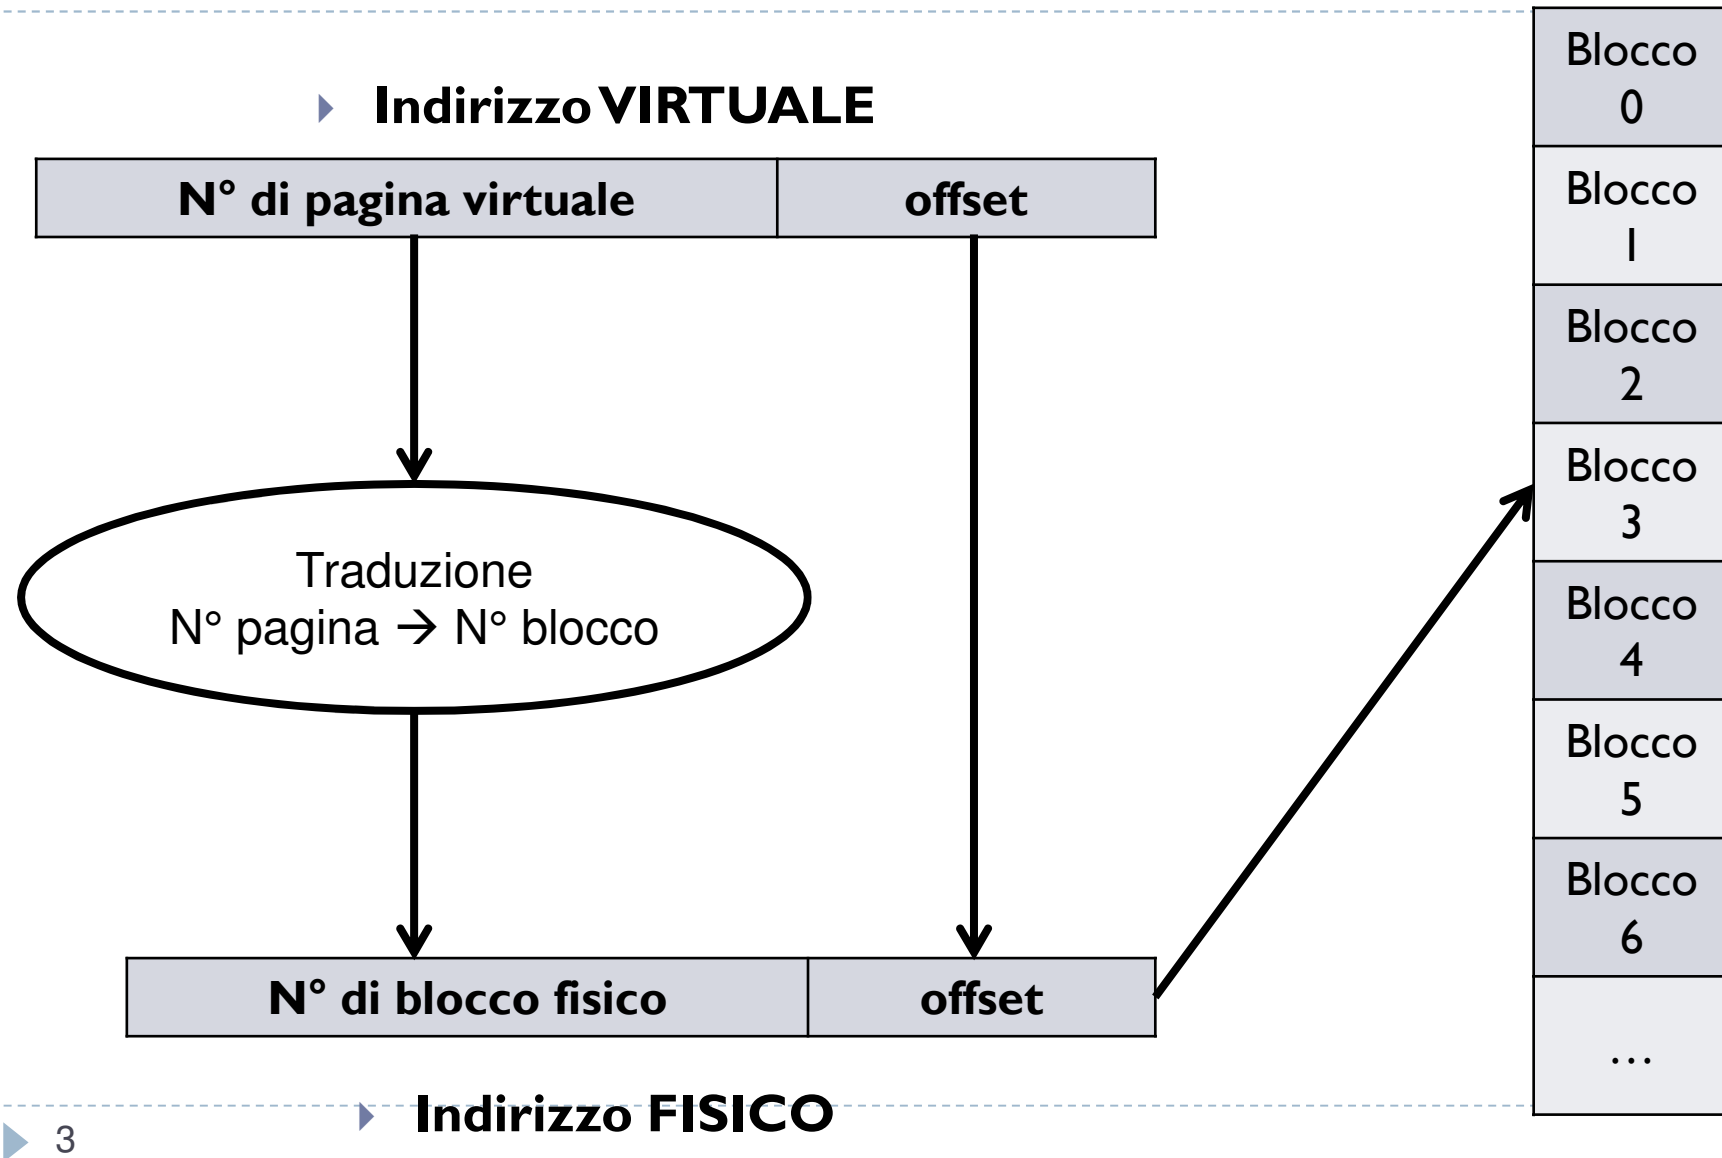 Indirizzo VIRTUALE
N° di pagina virtuale offset
Traduzione
N° pagina → N° blocco
N° di blocco fisico offset
Indirizzo FISICO
Blocco
0
Blocco
1
Blocco
2
Blocco
3
Blocco
4
Blocco
5
Blocco
6
…
3